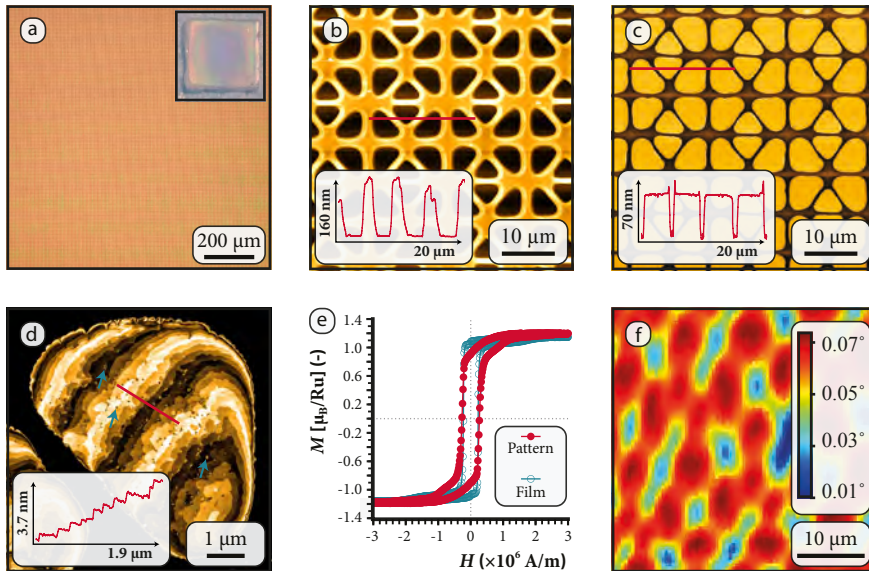 a
200 µm
b
160 nm
20 µm
10 µm
c
70 nm
20 µm
10 µm
d
3.7 nm
1.9 µm
1 µm
e
M [µB/Ru] (-)
1.4
1.0
0.6
0.2
-0.2
-0.6
-1.0
-1.4
Pattern
Film
-3 -2 -1 0 1 2 3
H (×10⁶ A/m)
f
0.07°
0.05°
0.03°
0.01°
10 µm